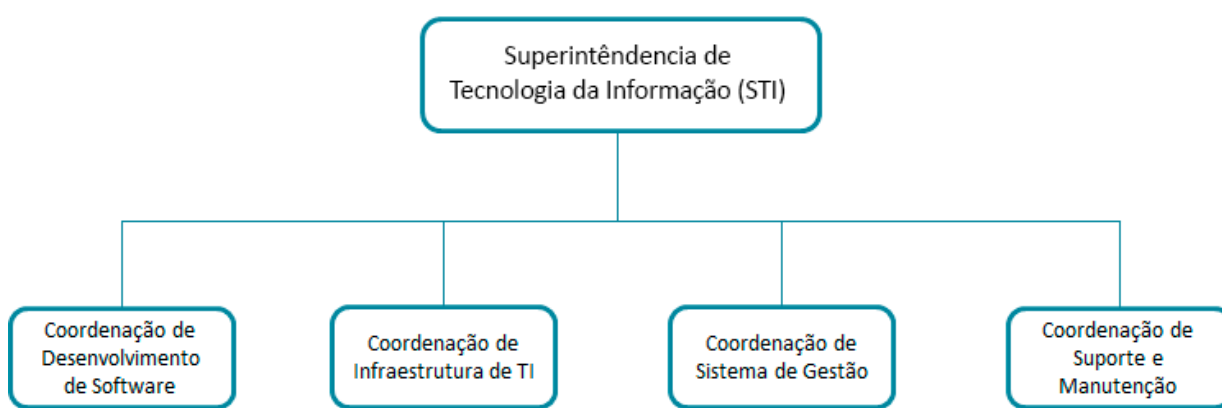 Superintêndencia de
Tecnologia da Informação (STI)
Coordenação de
Desenvolvimento
de Software
Coordenação de
Infraestrutura de TI
Coordenação de
Sistema de Gestão
Coordenação de
Suporte e
Manutenção